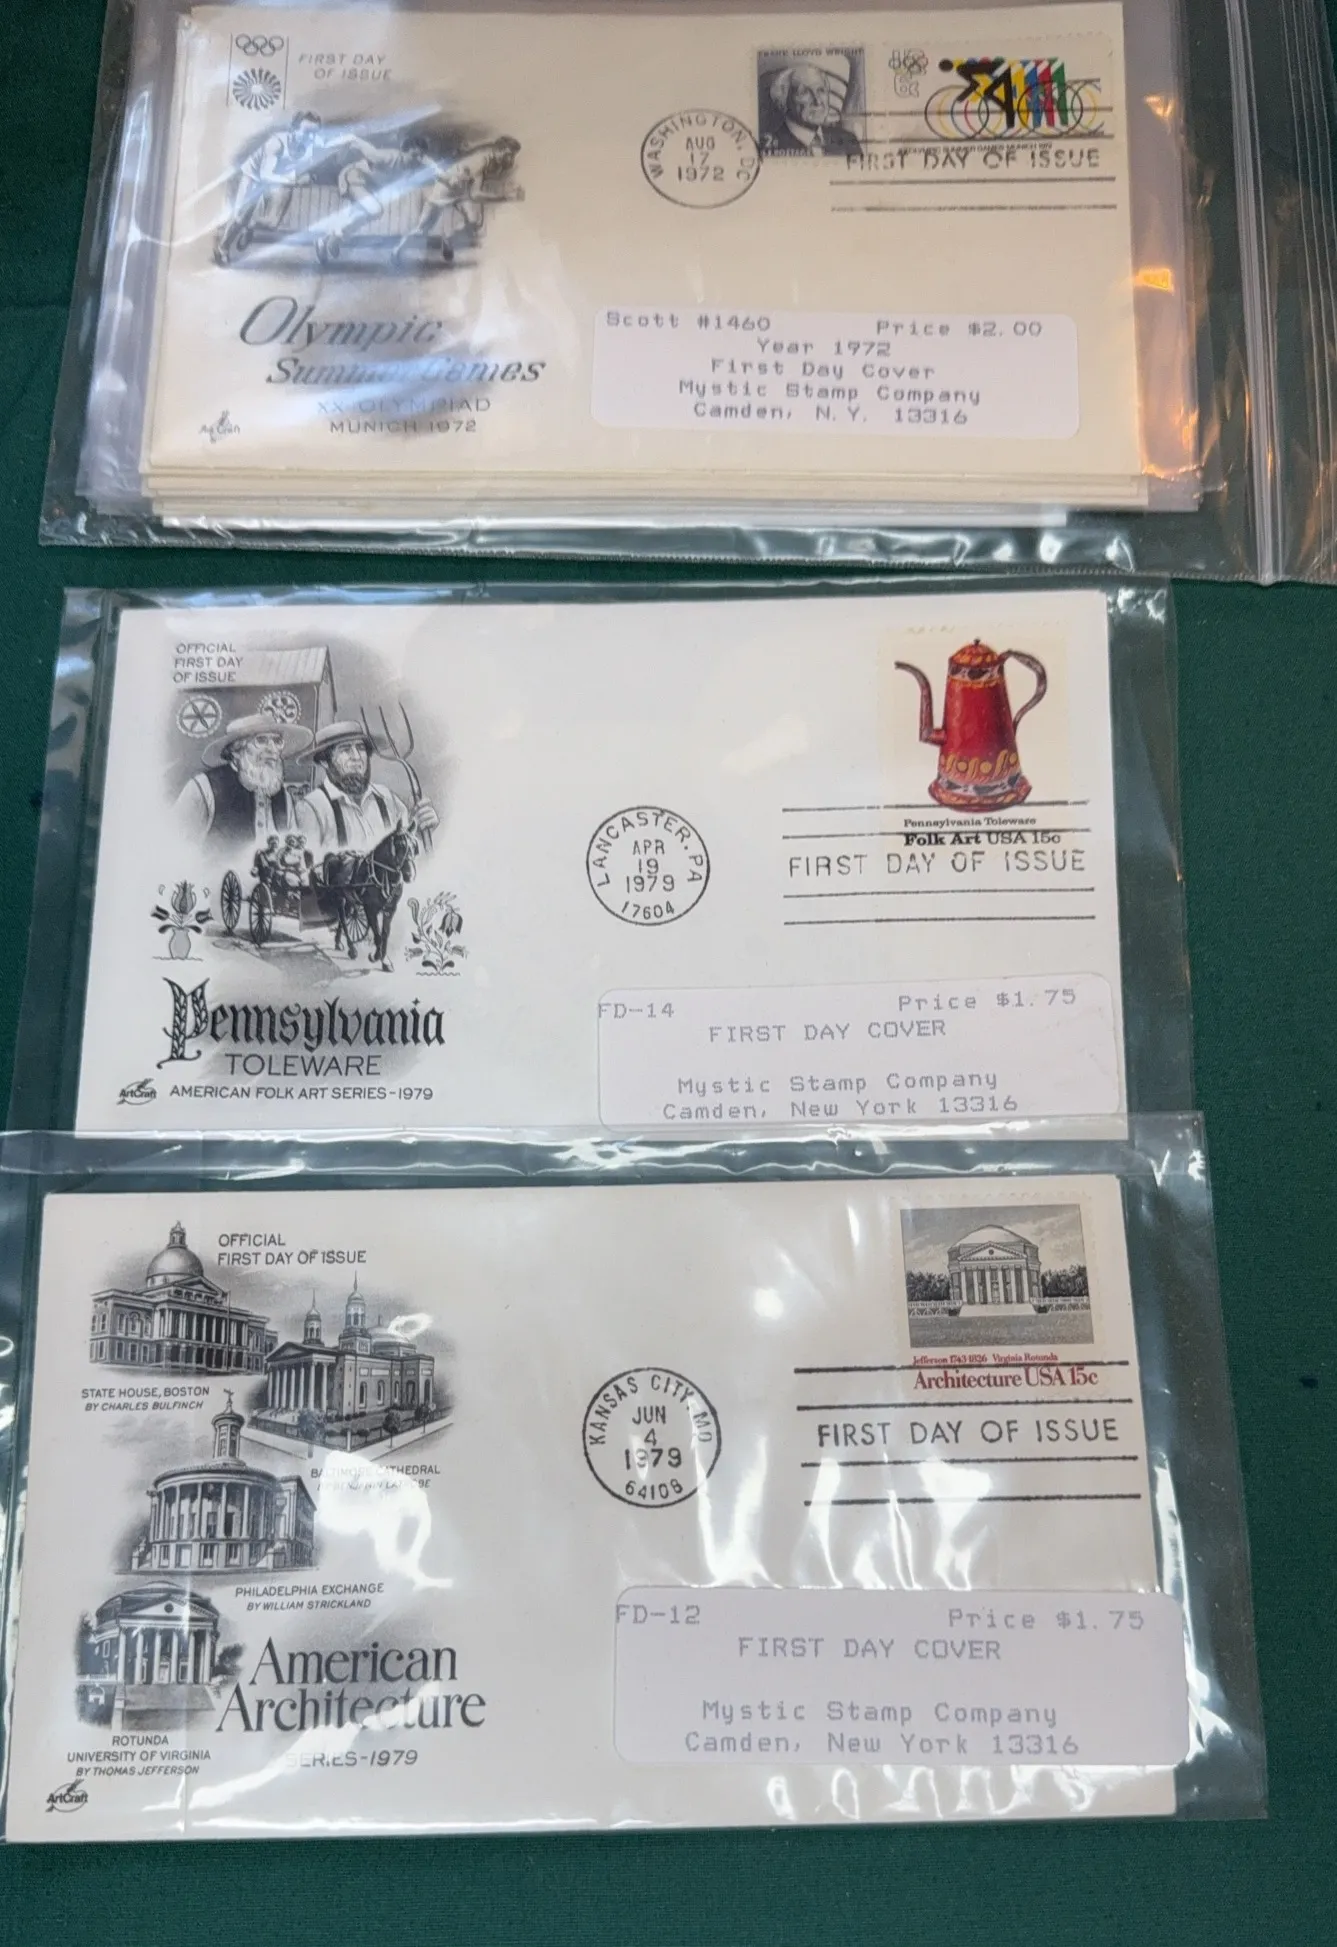 FIRST DAY
OF ISSUE
FRANK LLOYD WRIGHT
2c
WASHINGTON, DC
AUG
17
1972
FIRST DAY OF ISSUE
Olympic
Summer Games
XX OLYMPIAD
MUNICH 1972
ArtCraft
Scott #1460 Price $2.00
Year 1972
First Day Cover
Mystic Stamp Company
Camden, N.Y. 13316
OFFICIAL
FIRST DAY
OF ISSUE
Pennsylvania Toleware
Folk Art USA 15c
LANCASTER, PA
APR
19
1979
17604
FIRST DAY OF ISSUE
Pennsylvania
TOLEWARE
ArtCraft AMERICAN FOLK ART SERIES-1979
FD-14 Price $1.75
FIRST DAY COVER
Mystic Stamp Company
Camden, New York 13316
OFFICIAL
FIRST DAY OF ISSUE
STATE HOUSE, BOSTON
BY CHARLES BULFINCH
BALTIMORE CATHEDRAL
BY BENJAMIN LATROBE
PHILADELPHIA EXCHANGE
BY WILLIAM STRICKLAND
ROTUNDA
UNIVERSITY OF VIRGINIA
BY THOMAS JEFFERSON
ArtCraft
American
Architecture
SERIES-1979
Jefferson 1743-1826 Virginia Rotunda
Architecture USA 15c
KANSAS CITY, MO
JUN
4
1979
64108
FIRST DAY OF ISSUE
FD-12 Price $1.75
FIRST DAY COVER
Mystic Stamp Company
Camden, New York 13316